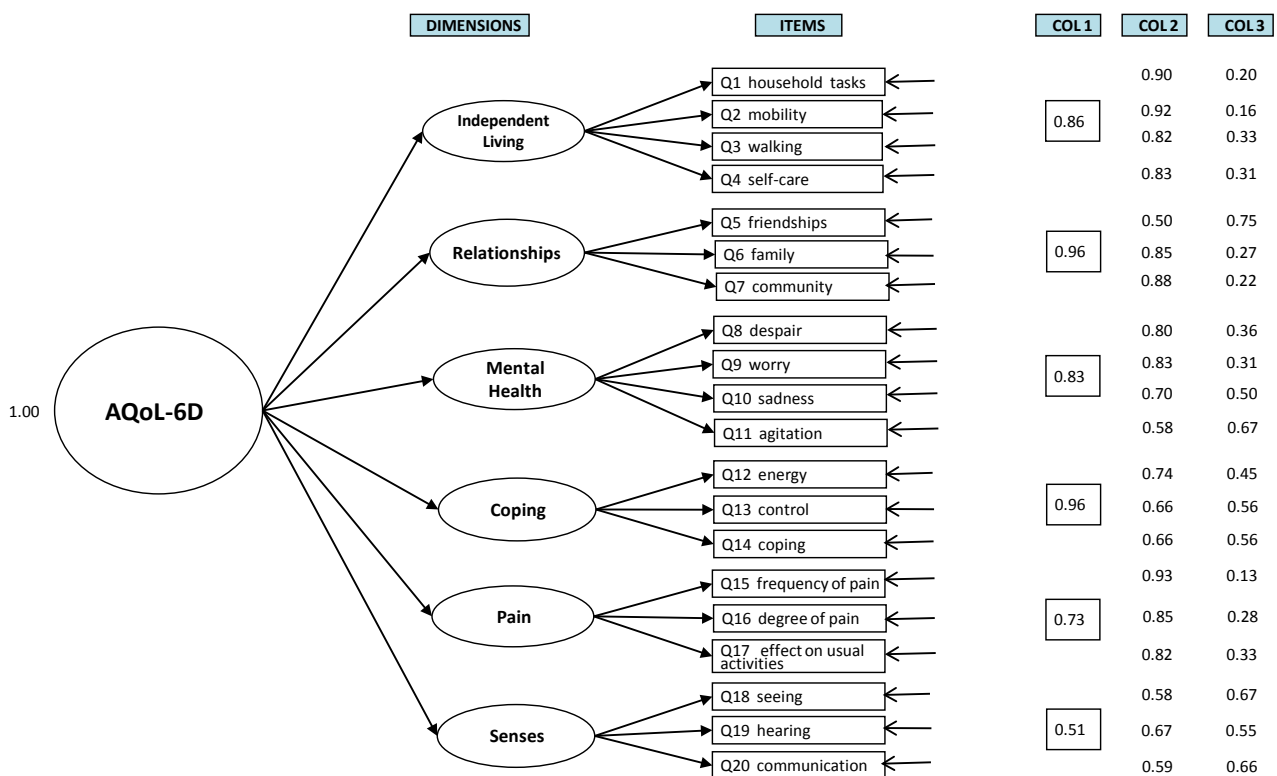 DIMENSIONS ITEMS COL 1 COL 2 COL 3
Q1 household tasks 0.90 0.20
Independent
Living
Q2 mobility 0.86 0.92 0.16
Q3 walking 0.82 0.33
Q4 self-care 0.83 0.31
Q5 friendships 0.50 0.75
Relationships Q6 family 0.96 0.85 0.27
Q7 community 0.88 0.22
Q8 despair 0.80 0.36
Mental
Health
Q9 worry 0.83 0.83 0.31
Q10 sadness 0.70 0.50
1.00 AQoL-6D
Q11 agitation 0.58 0.67
Q12 energy 0.74 0.45
Coping Q13 control 0.96 0.66 0.56
Q14 coping 0.66 0.56
Q15 frequency of pain 0.93 0.13
Pain Q16 degree of pain 0.73 0.85 0.28
Q17 effect on usual
activities 0.82 0.33
Q18 seeing 0.58 0.67
Senses Q19 hearing 0.51 0.67 0.55
Q20 communication 0.59 0.66